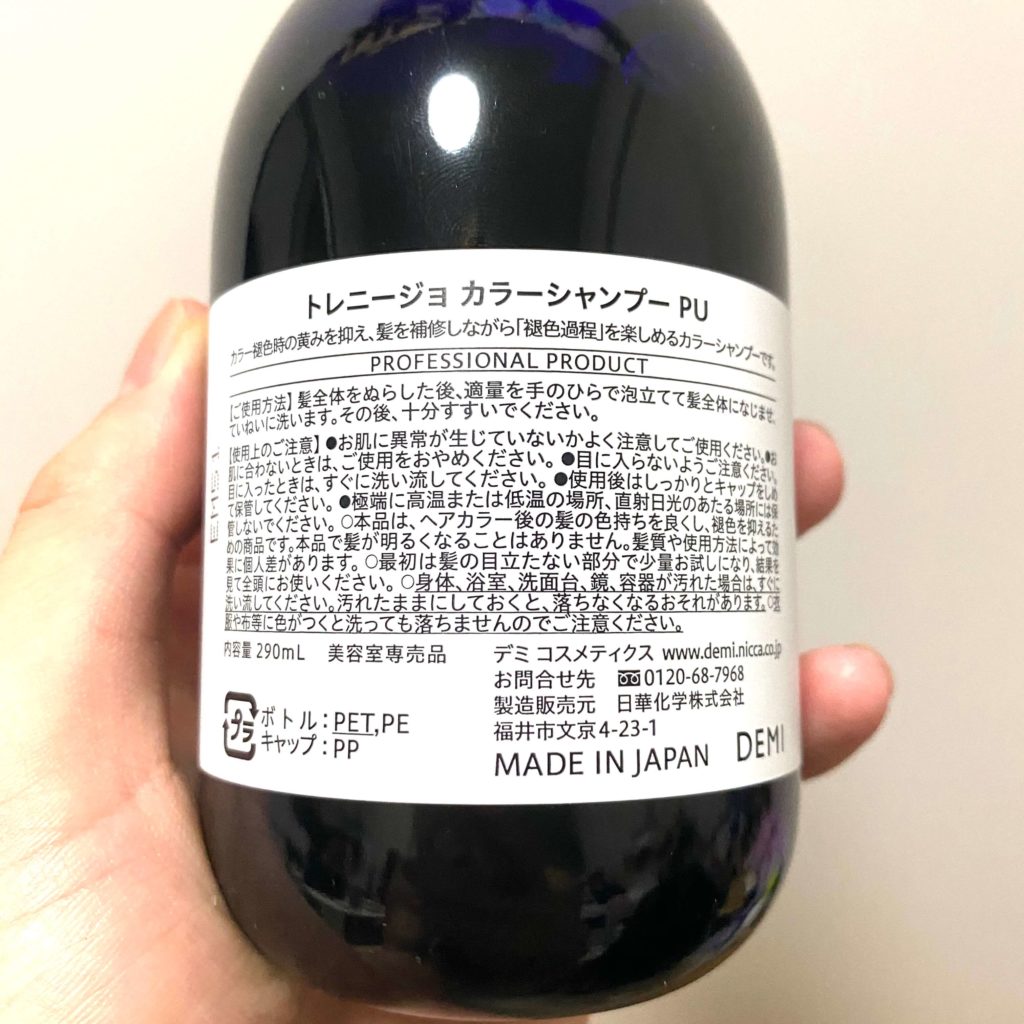 トレニージョ カラーシャンプー PU
カラー褪色時の黄みを抑え、髪を補修しながら「褪色過程」を楽しめるカラーシャンプーです。
PROFESSIONAL PRODUCT
【ご使用方法】髪全体をぬらした後、適量を手のひらで泡立てて髪全体になじませ、
ていねいに洗います。その後、十分すすいでください。
【使用上のご注意】●お肌に異常が生じていないかよく注意してご使用ください。●お
肌に合わないときは、ご使用をおやめください。●目に入らないようご注意ください。
目に入ったときは、すぐに洗い流してください。●使用後はしっかりとキャップをしめ
て保管してください。●極端に高温または低温の場所、直射日光のあたる場所には保
管しないでください。○本品は、ヘアカラー後の髪の色持ちを良くし、褪色を抑えるた
めの商品です。本品で髪が明るくなることはありません。髪質や使用方法によって効
果に個人差があります。○最初は髪の目立たない部分で少量お試しになり、結果を
見て全頭にお使いください。○身体、浴室、洗面台、鏡、容器が汚れた場合は、すぐに
洗い流してください。汚れたままにしておくと、落ちなくなるおそれがあります。○衣
服や布等に色がつくと洗っても落ちませんのでご注意ください。
内容量 290mL 美容室専売品
デミ コスメティクス www.demi.nicca.co.jp
お問合せ先 0120-68-7968
製造販売元 日華化学株式会社
福井市文京4-23-1
MADE IN JAPAN DEMI
プラ
ボトル：PET,PE
キャップ：PP